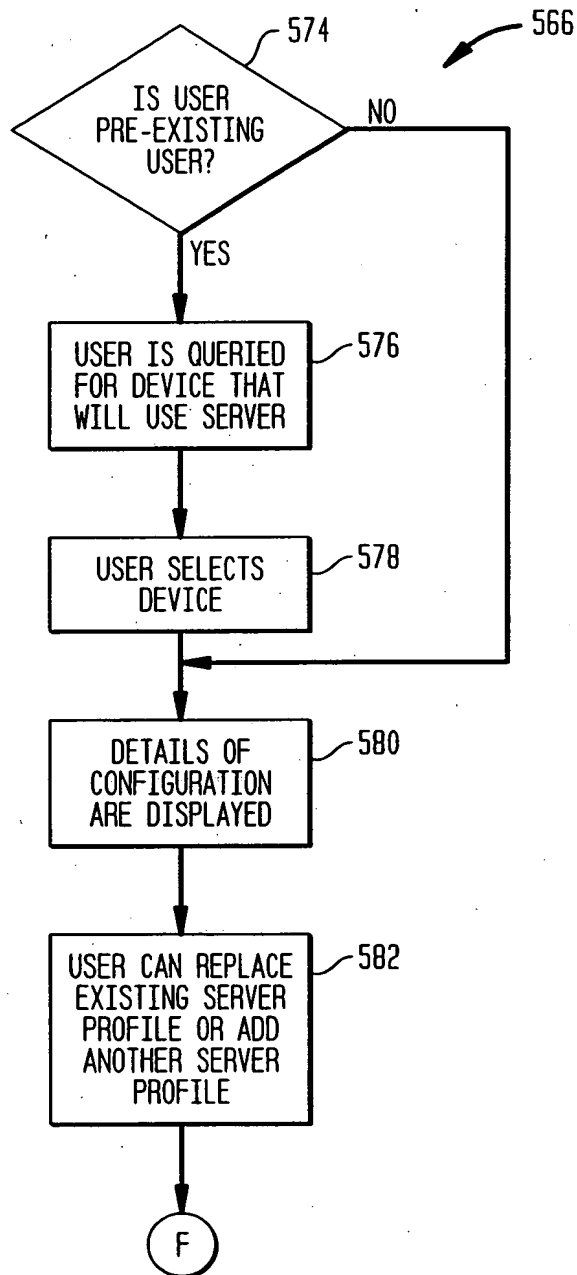 574
566
IS USER
PRE-EXISTING
USER?
NO
YES
USER IS QUERIED
FOR DEVICE THAT
WILL USE SERVER
576
USER SELECTS
DEVICE
578
DETAILS OF
CONFIGURATION
ARE DISPLAYED
580
USER CAN REPLACE
EXISTING SERVER
PROFILE OR ADD
ANOTHER SERVER
PROFILE
582
F